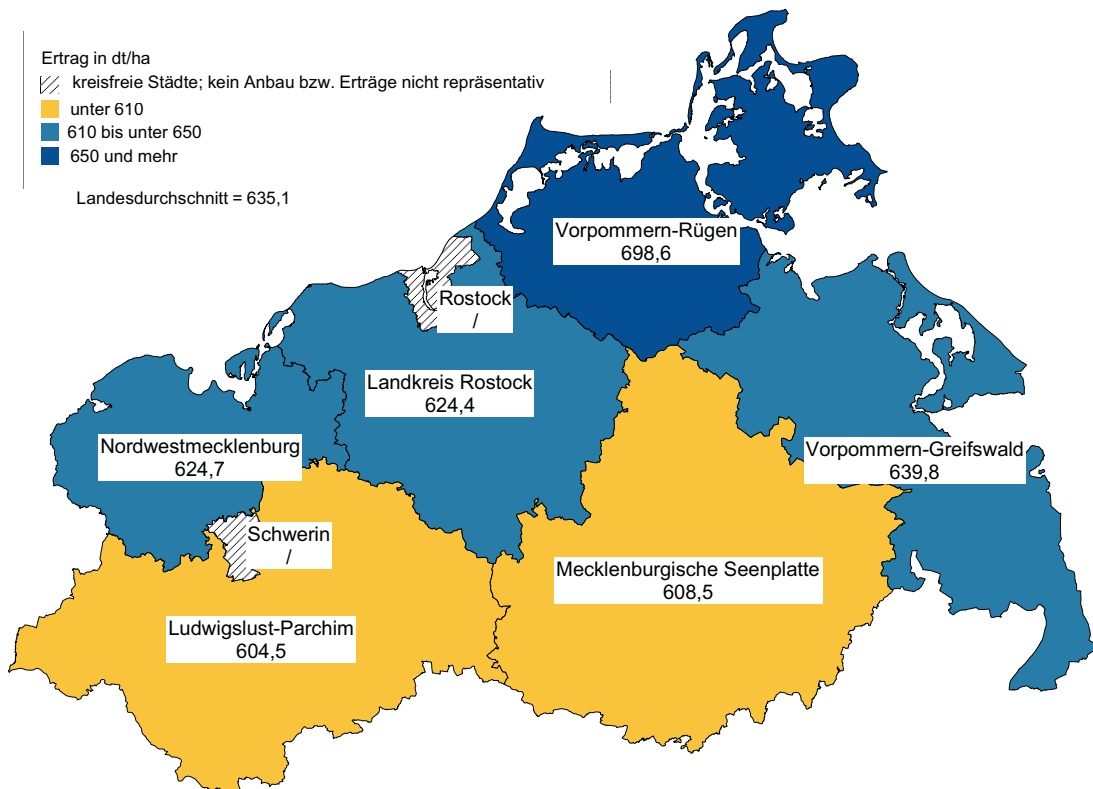 Ertrag in dt/ha
kreisfreie Städte; kein Anbau bzw. Erträge nicht repräsentativ
unter 610
610 bis unter 650
650 und mehr
Landesdurchschnitt = 635,1
Vorpommern-Rügen
698,6
Rostock
/
Landkreis Rostock
624,4
Nordwestmecklenburg
624,7
Vorpommern-Greifswald
639,8
Schwerin
/
Mecklenburgische Seenplatte
608,5
Ludwigslust-Parchim
604,5